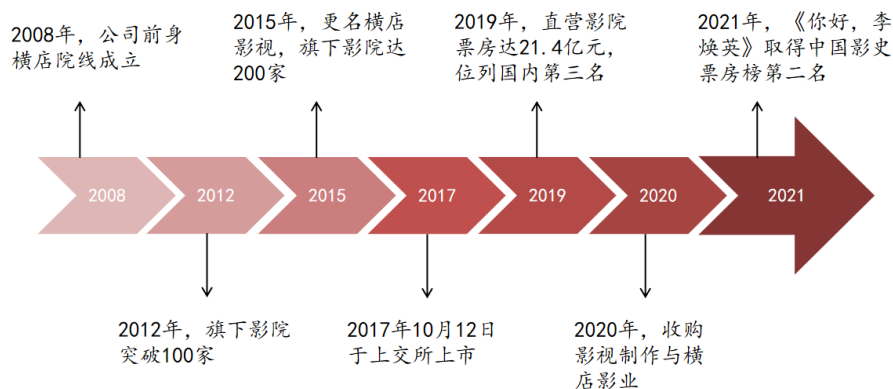 2008年，公司前身
横店院线成立
2015年，更名横店
影视，旗下影院达
200家
2019年，直营影院
票房达21.4亿元，
位列国内第三名
2021年，《你好，李
焕英》取得中国影史
票房榜第二名
2008
2012
2015
2017
2019
2020
2021
2012年，旗下影院
突破100家
2017年10月12日
于上交所上市
2020年，收购
影视制作与横
店影业